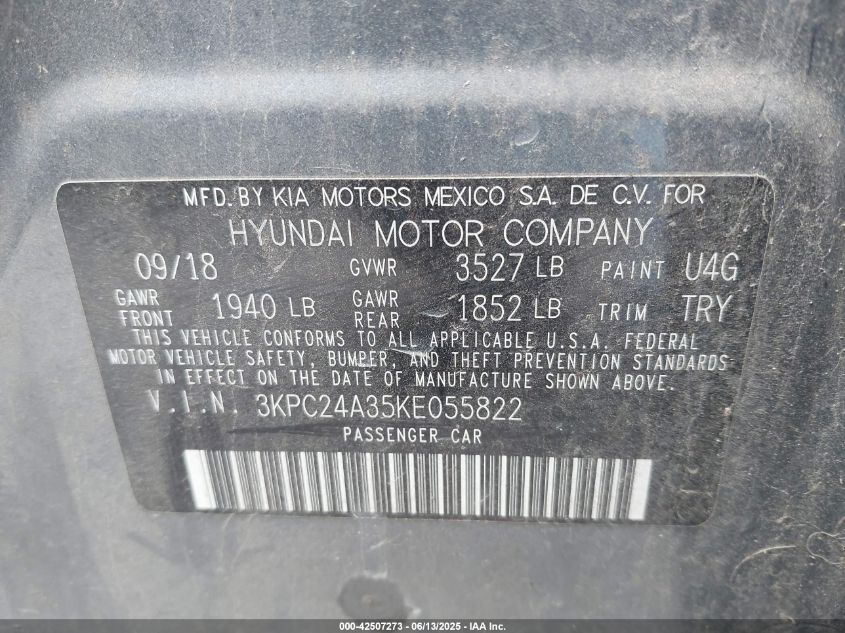 MFD. BY KIA MOTORS MEXICO S.A. DE C.V. FOR
HYUNDAI MOTOR COMPANY
09/18 GVWR 3527 LB PAINT U4G
GAWR FRONT 1940 LB GAWR REAR 1852 LB TRIM TRY
THIS VEHICLE CONFORMS TO ALL APPLICABLE U.S.A. FEDERAL
MOTOR VEHICLE SAFETY, BUMPER, AND THEFT PREVENTION STANDARDS
IN EFFECT ON THE DATE OF MANUFACTURE SHOWN ABOVE.
V.I.N. 3KPC24A35KE055822
PASSENGER CAR
000-42507273 - 06/13/2025 - IAA Inc.